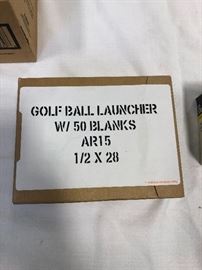 GOLF BALL LAUNCHER
W/ 50 BLANKS
AR15
1/2 X 28